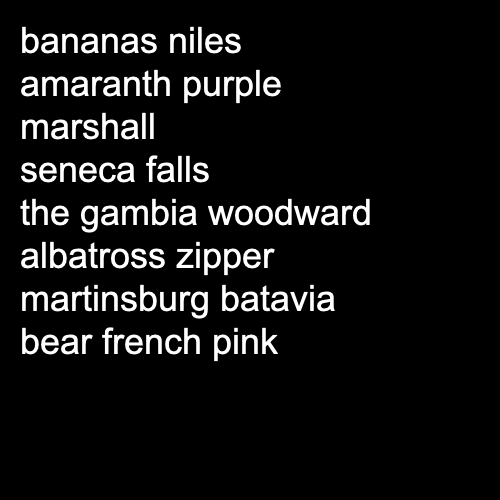 bananas niles
amaranth purple
marshall
seneca falls
the gambia woodward
albatross zipper
martinsburg batavia
bear french pink